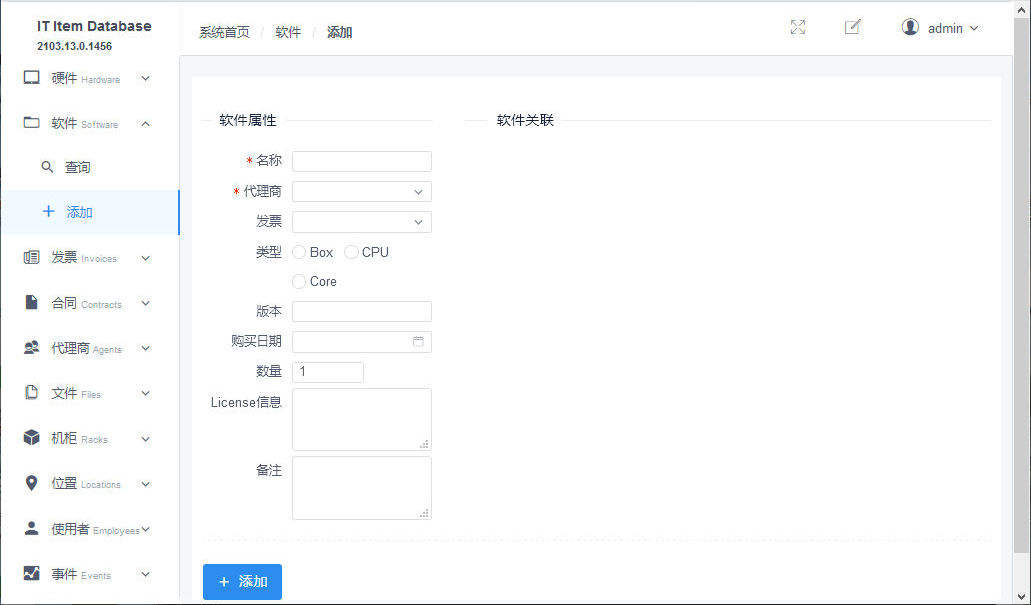 IT Item Database
2103.13.0.1456
系统首页 / 软件 / 添加
admin
硬件 Hardware
软件 Software
查询
添加
发票 Invoices
合同 Contracts
代理商 Agents
文件 Files
机柜 Racks
位置 Locations
使用者 Employees
事件 Events
软件属性
* 名称
* 代理商
发票
类型 Box CPU
Core
版本
购买日期
数量 1
License信息
备注
+ 添加
软件关联